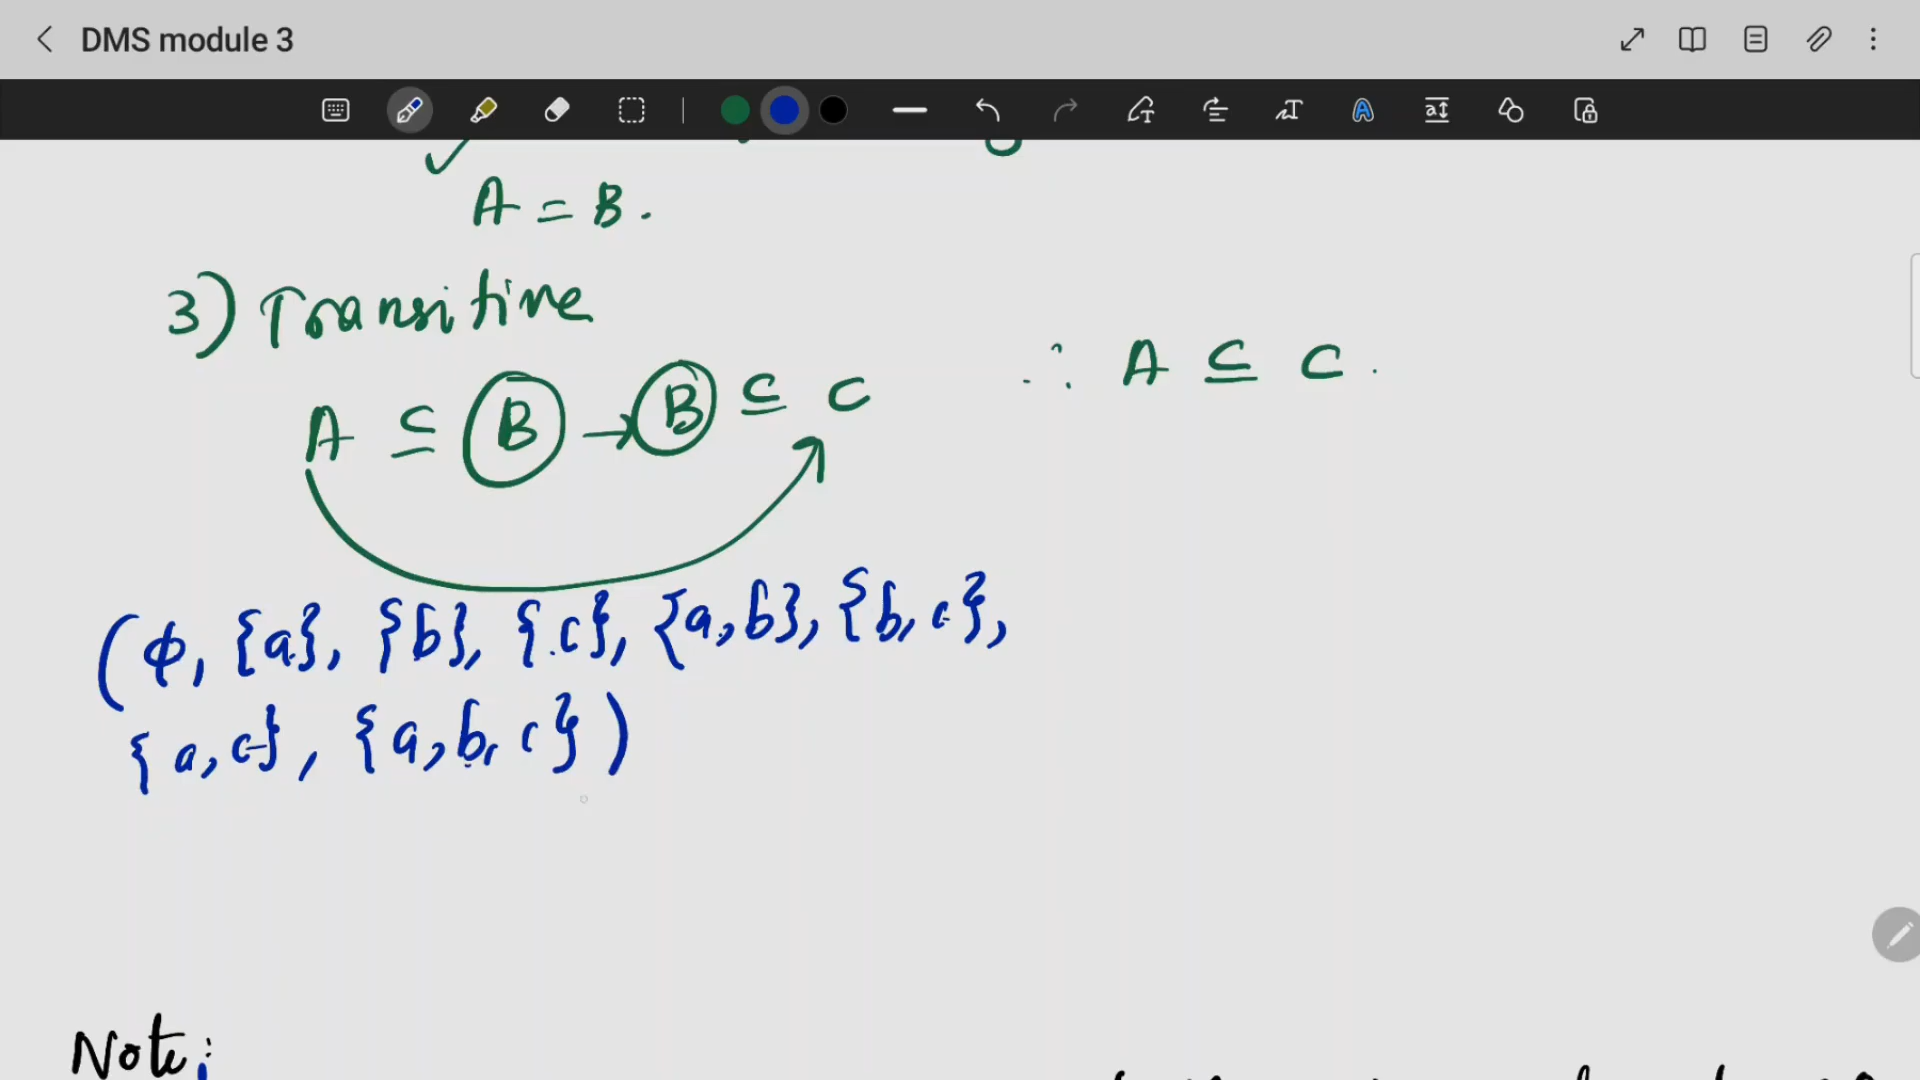 DMS module 3
A = B.
3) Transitive
A ⊆ B → B ⊆ C ∴ A ⊆ C.
(ϕ, {a}, {b}, {c}, {a,b}, {b,c},
{a,c}, {a,b,c})
Note: